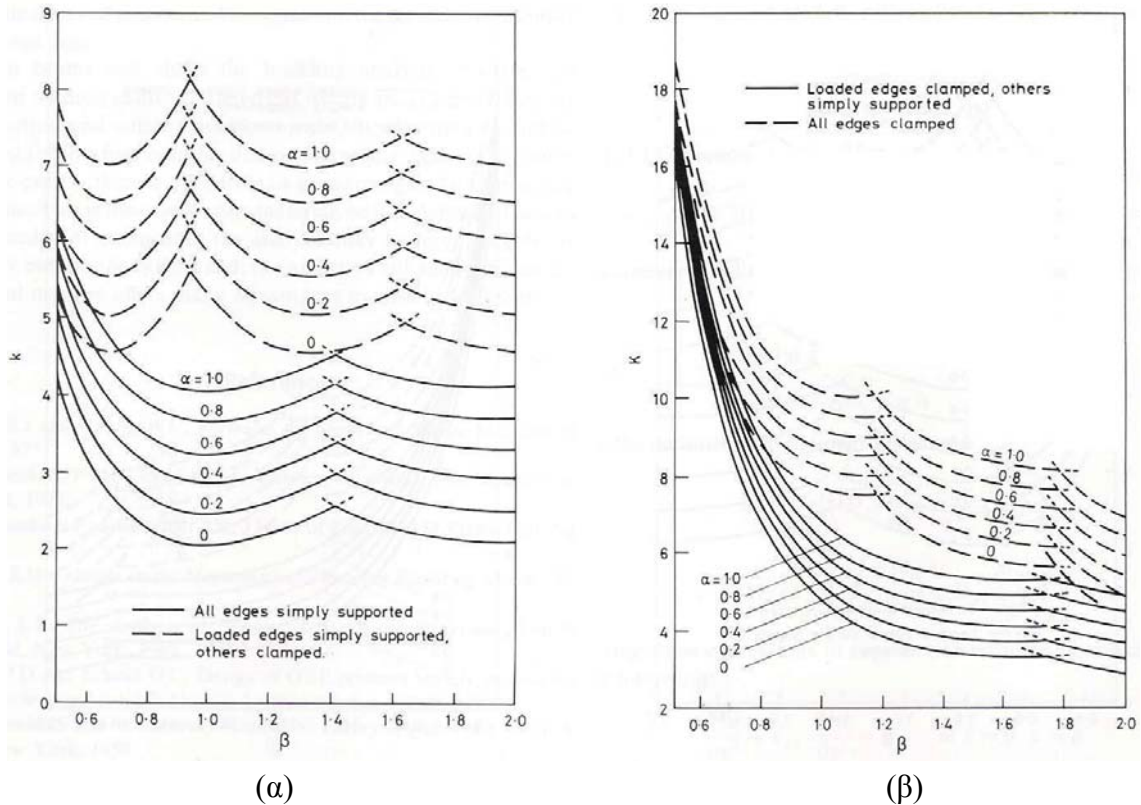 9
8
7
6
5
k
4
3
2
1
0
α=1·0
0·8
0·6
0·4
0·2
0
α=1·0
0·8
0·6
0·4
0·2
0
All edges simply supported
Loaded edges simply supported,
others clamped.
0·6 0·8 1·0 1·2 1·4 1·6 1·8 2·0
β
(α)
20
18
16
14
12
K
10
8
6
4
2
Loaded edges clamped, others
simply supported
All edges clamped
α=1·0
0·8
0·6
0·4
0·2
0
α=1·0
0·8
0·6
0·4
0·2
0
0·6 0·8 1·0 1·2 1·4 1·6 1·8 2·0
β
(β)